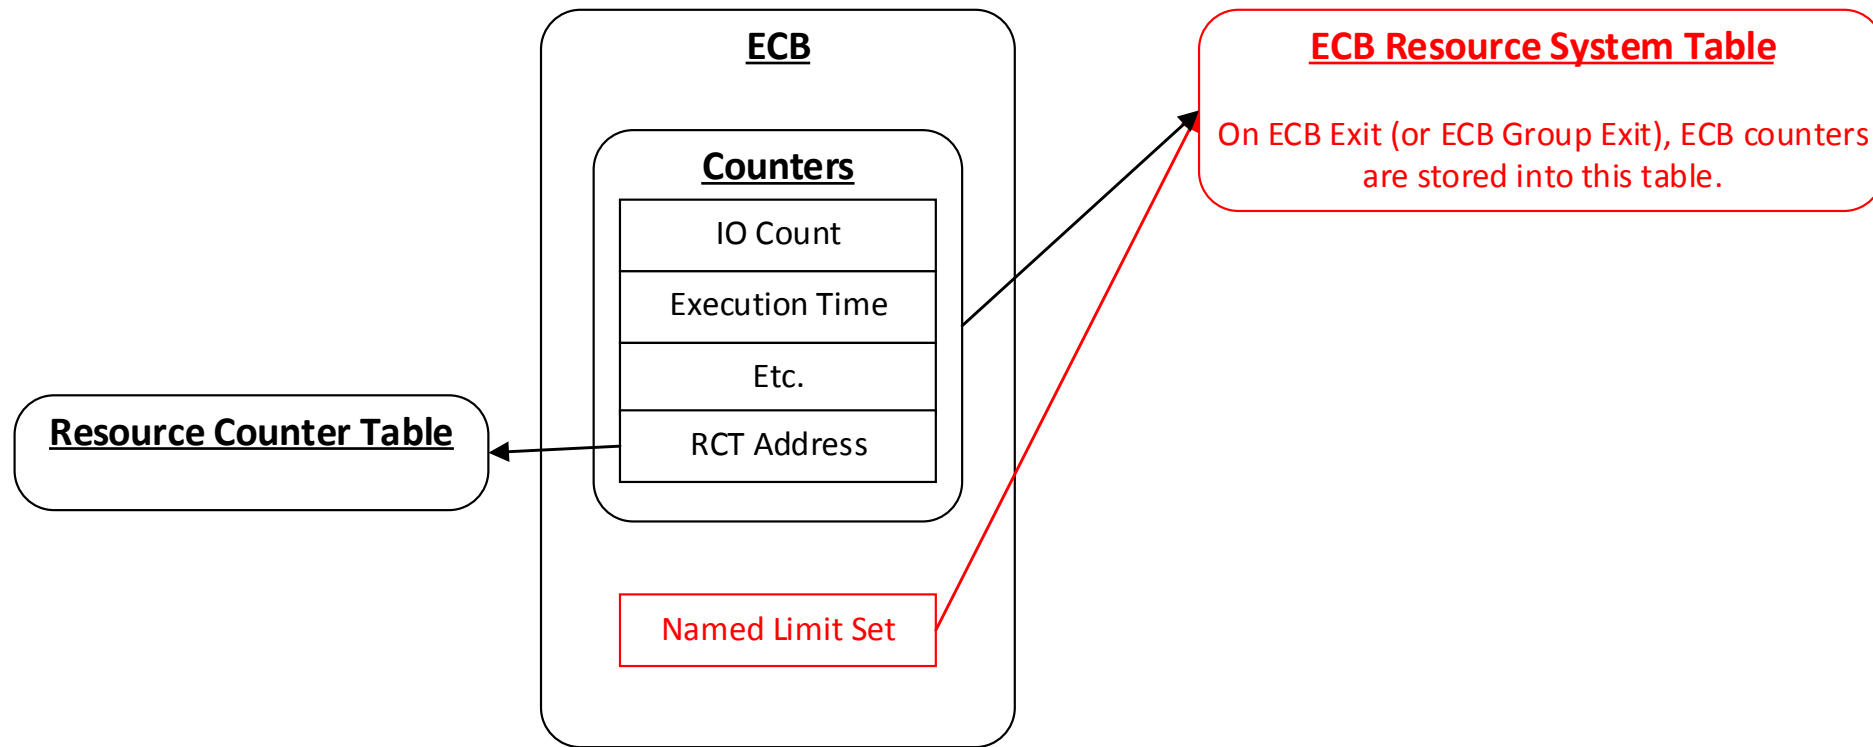 ECB
Counters
IO Count
Execution Time
Etc.
RCT Address
Named Limit Set
Resource Counter Table
ECB Resource System Table
On ECB Exit (or ECB Group Exit), ECB counters
are stored into this table.